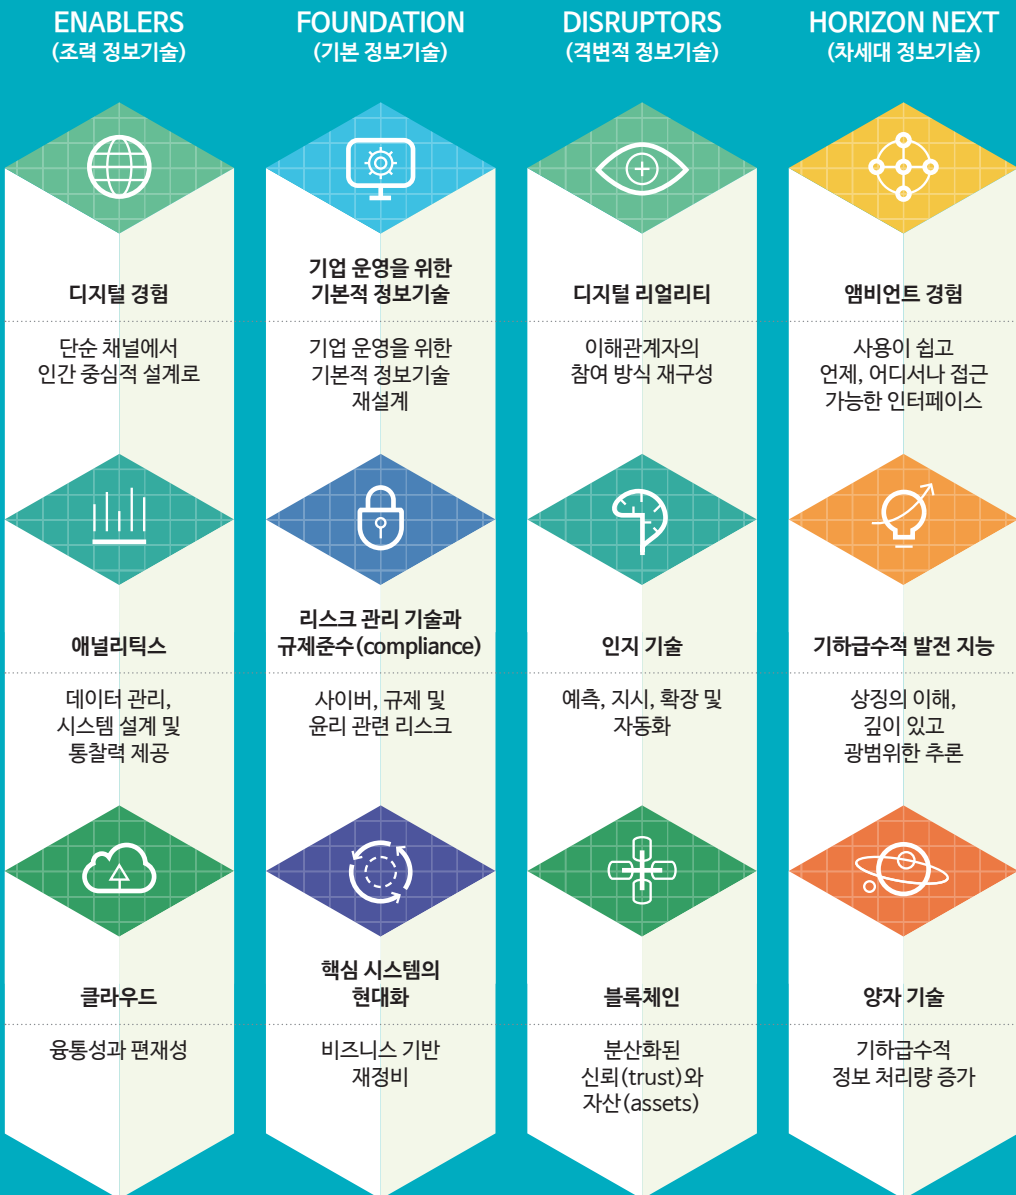 ENABLERS
(조력 정보기술)
디지털 경험
단순 채널에서
인간 중심적 설계로
애널리틱스
데이터 관리,
시스템 설계 및
통찰력 제공
클라우드
융통성과 편재성
FOUNDATION
(기본 정보기술)
기업 운영을 위한
기본적 정보기술
기업 운영을 위한
기본적 정보기술
재설계
리스크 관리 기술과
규제준수(compliance)
사이버, 규제 및
윤리 관련 리스크
핵심 시스템의
현대화
비즈니스 기반
재정비
DISRUPTORS
(격변적 정보기술)
디지털 리얼리티
이해관계자의
참여 방식 재구성
인지 기술
예측, 지시, 확장 및
자동화
블록체인
분산화된
신뢰(trust)와
자산(assets)
HORIZON NEXT
(차세대 정보기술)
앰비언트 경험
사용이 쉽고
언제, 어디서나 접근
가능한 인터페이스
기하급수적 발전 지능
상징의 이해,
깊이 있고
광범위한 추론
양자 기술
기하급수적
정보 처리량 증가